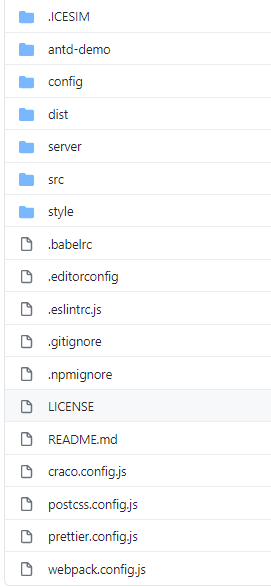 .ICESIM
antd-demo
config
dist
server
src
style
.babelrc
.editorconfig
.eslintrc.js
.gitignore
.npmignore
LICENSE
README.md
craco.config.js
postcss.config.js
prettier.config.js
webpack.config.js